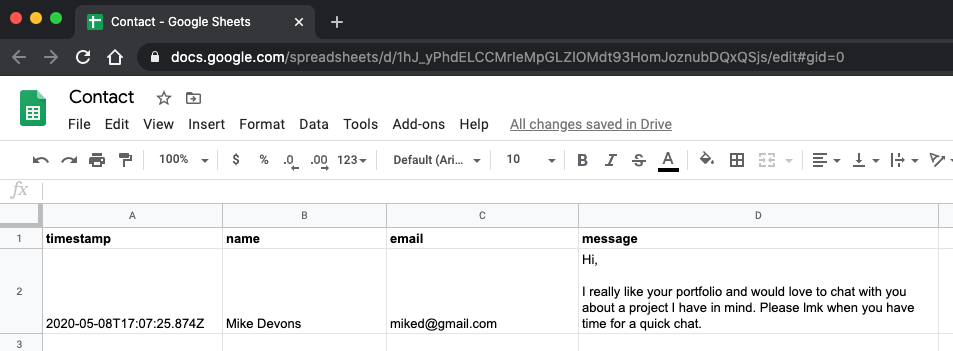 Contact - Google Sheets
docs.google.com/spreadsheets/d/1hJ_yPhdELCCMrIeMpGLZIOMdt93HomJoznubDQxQSjs/edit#gid=0
Contact
File Edit View Insert Format Data Tools Add-ons Help All changes saved in Drive
100% $ % .0 .00 123 Default (Ari... 10 B I S A
fx
A B C D
1 timestamp name email message
Hi,
I really like your portfolio and would love to chat with you
2 about a project I have in mind. Please lmk when you have
2020-05-08T17:07:25.874Z Mike Devons miked@gmail.com time for a quick chat.
3